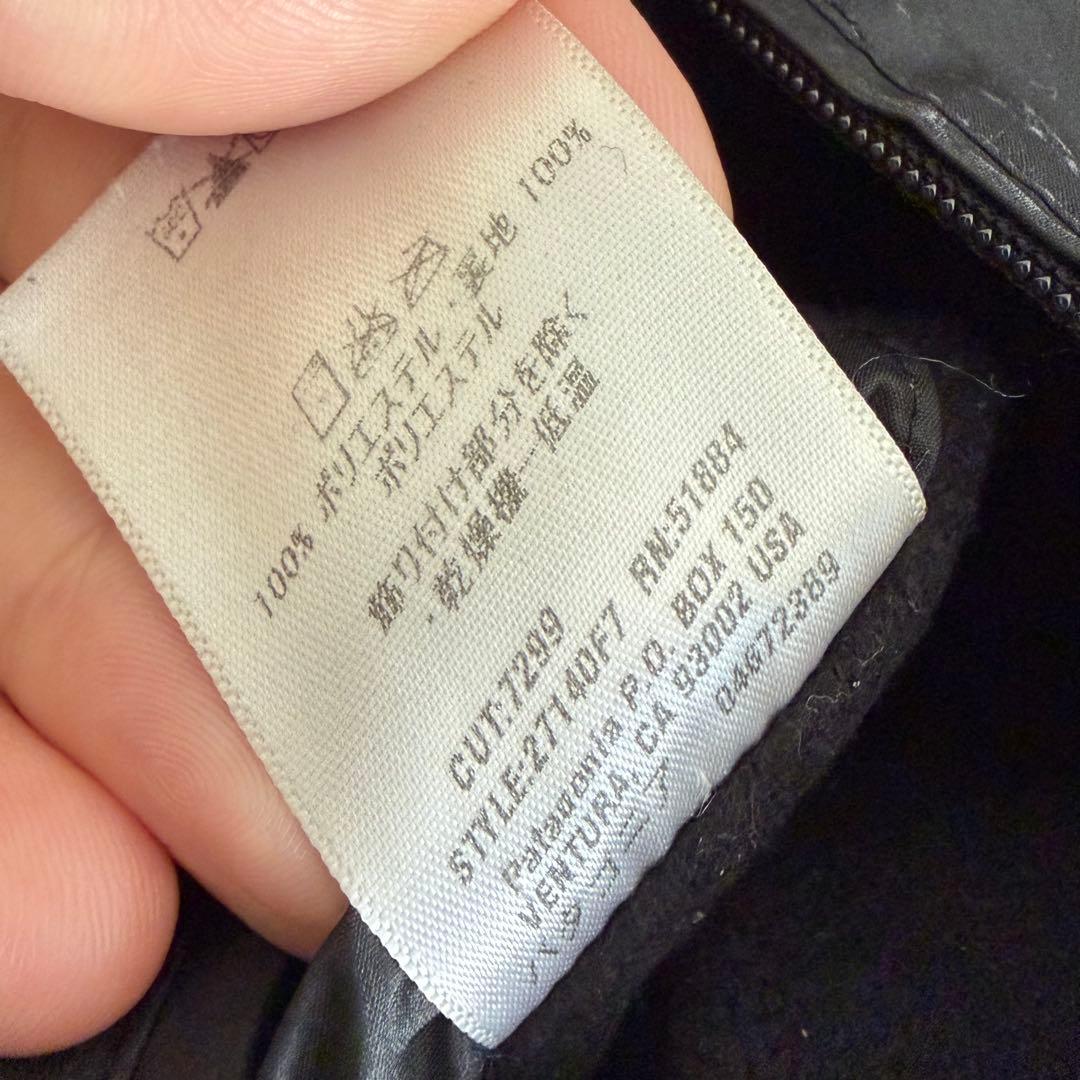 100% ポリエステル・裏地 100%
ポリエステル
飾り付け部分を除く
・乾燥機—低温
CUT:7299
STYLE:27140F7 RN:51884
Patagonia P.O. BOX 150
VENTURA, CA 93002 USA
04672389